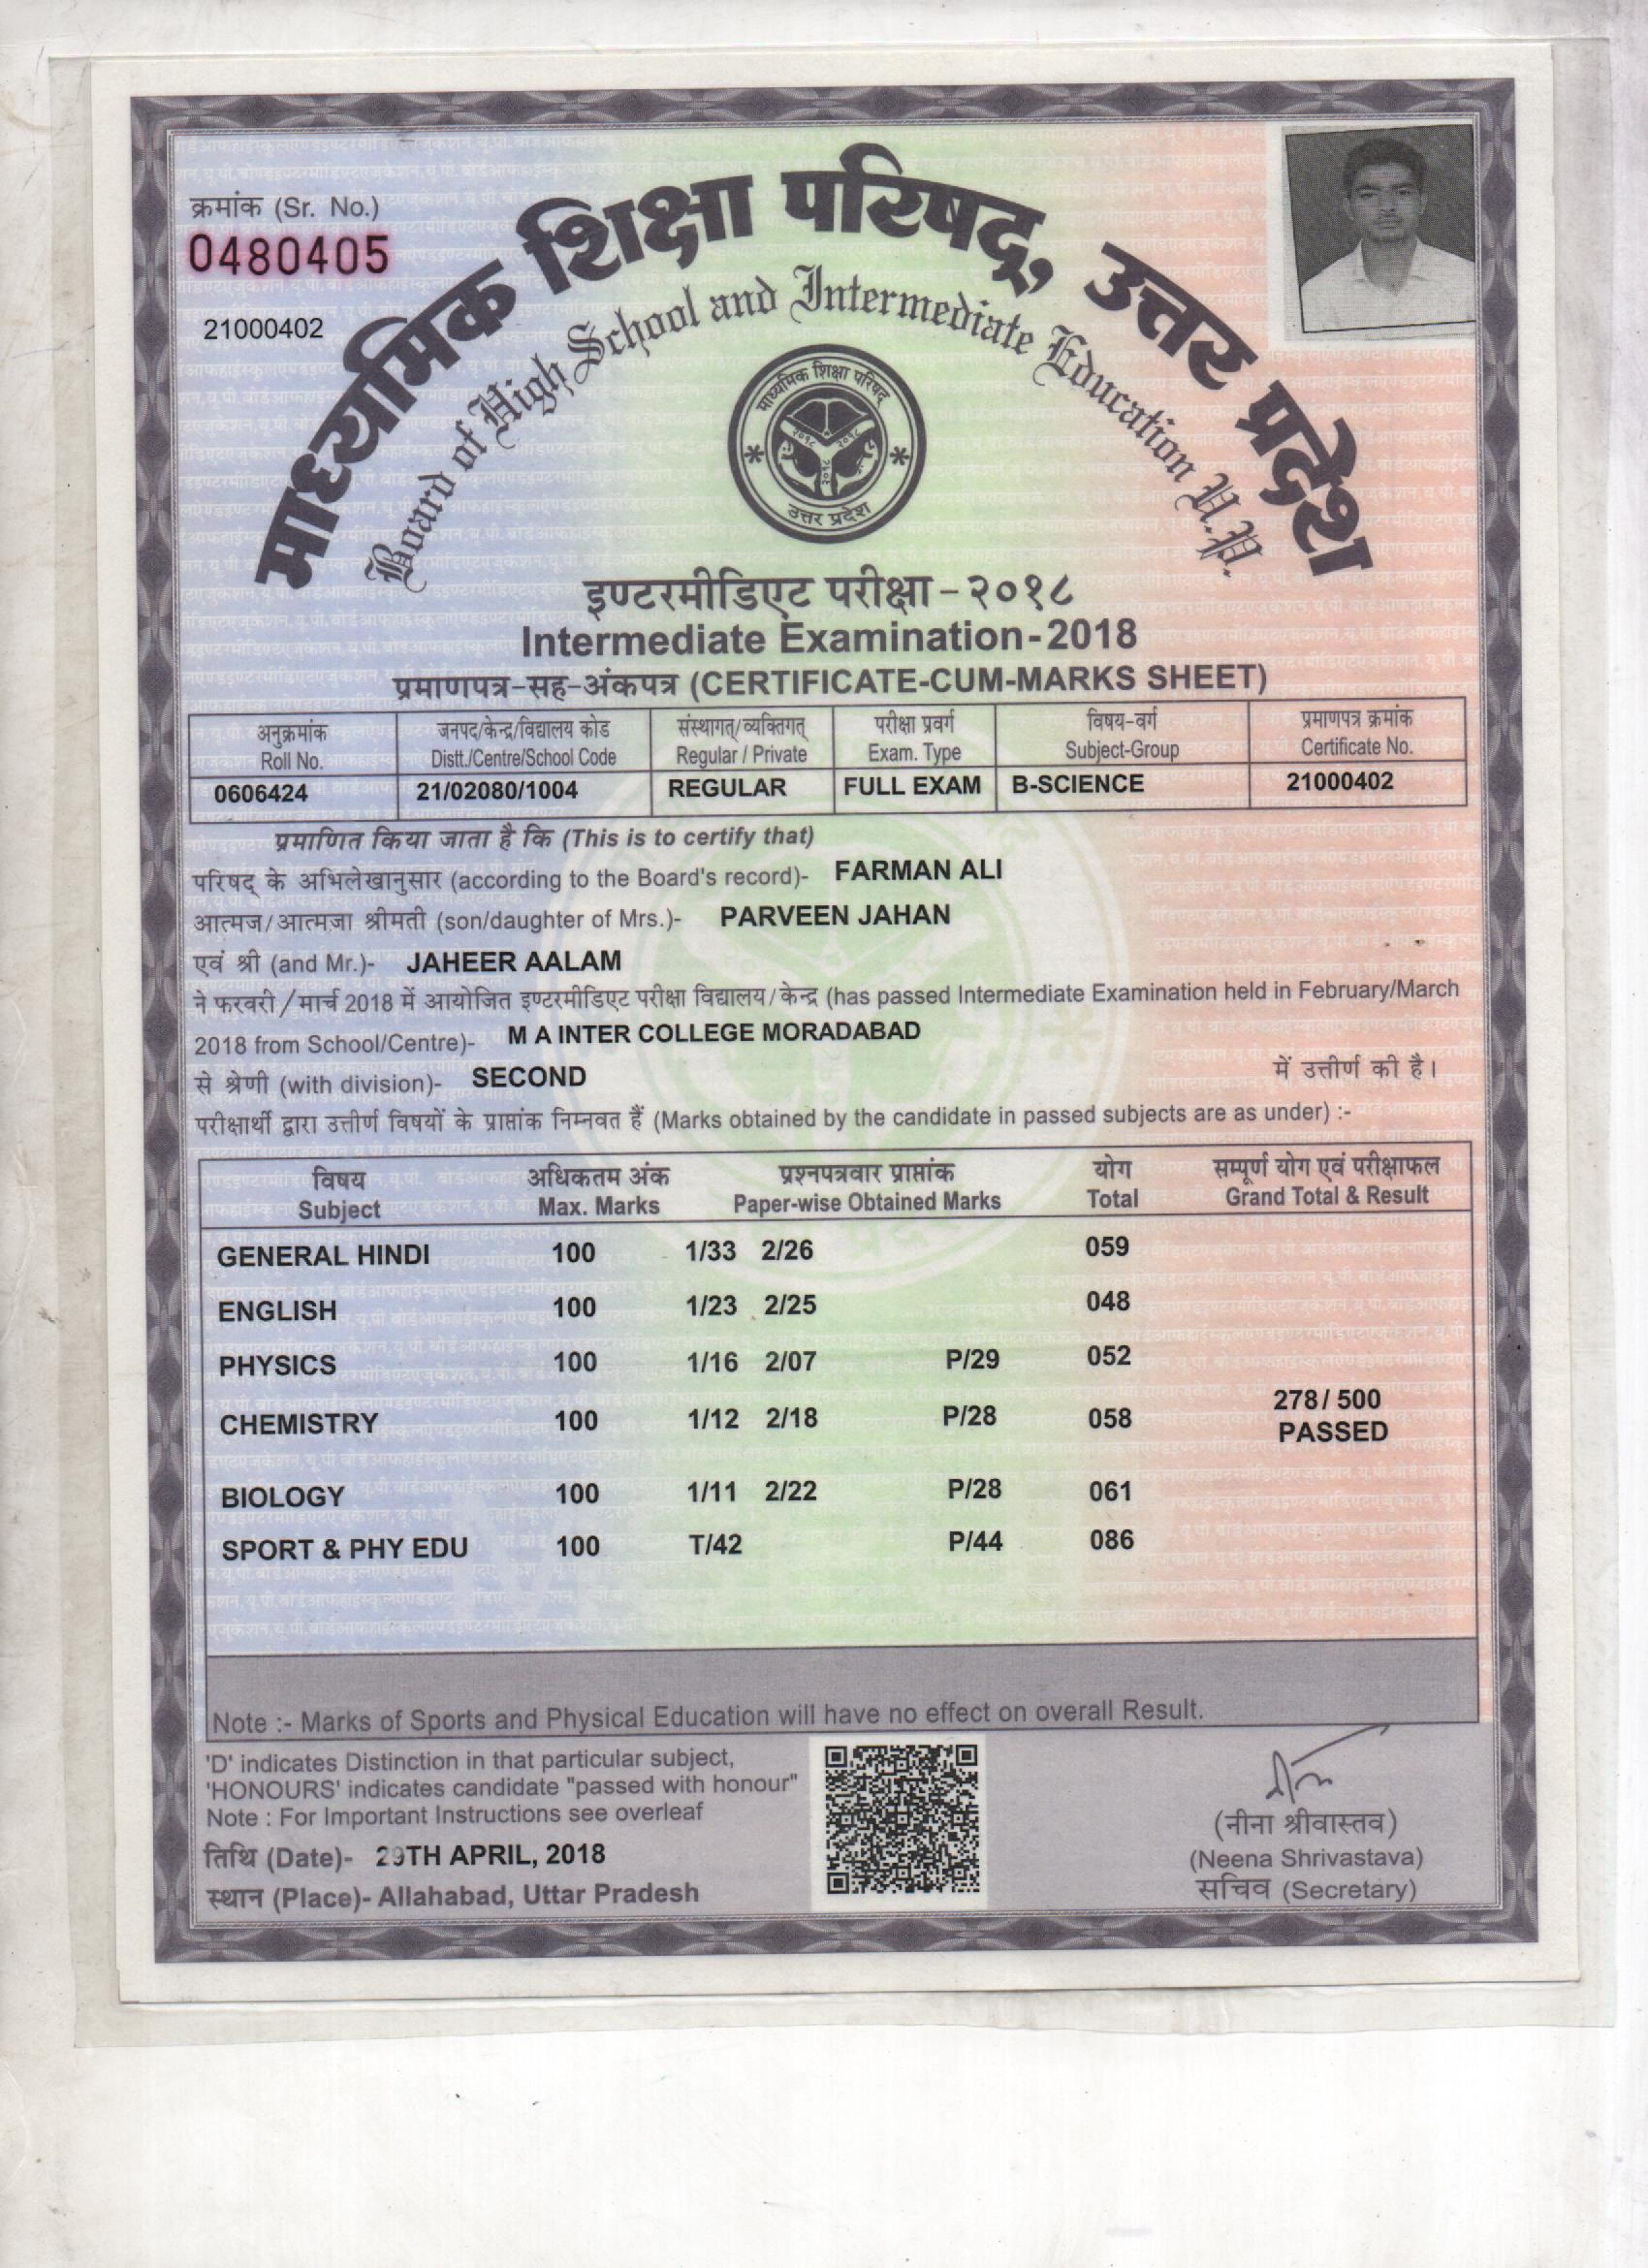 क्रमांक (Sr. No.)
0480405
21000402
माध्यमिक शिक्षा परिषद्, उत्तर प्रदेश
Board of High School and Intermediate Education U.P.
माध्यमिक शिक्षा परिषद्
२०१८ २०१८
२०१८
उत्तर प्रदेश
इण्टरमीडिएट परीक्षा-२०१८
Intermediate Examination-2018
प्रमाणपत्र-सह-अंकपत्र (CERTIFICATE-CUM-MARKS SHEET)
अनुक्रमांक जनपद/केन्द्र/विद्यालय कोड संस्थागत्/व्यक्तिगत् परीक्षा प्रवर्ग विषय-वर्ग प्रमाणपत्र क्रमांक
Roll No. Distt./Centre/School Code Regular / Private Exam. Type Subject-Group Certificate No.
0606424 21/02080/1004 REGULAR FULL EXAM B-SCIENCE 21000402
प्रमाणित किया जाता है कि (This is to certify that)
परिषद् के अभिलेखानुसार (according to the Board's record)- FARMAN ALI
आत्मज/आत्मजा श्रीमती (son/daughter of Mrs.)- PARVEEN JAHAN
एवं श्री (and Mr.)- JAHEER AALAM
ने फरवरी/मार्च 2018 में आयोजित इण्टरमीडिएट परीक्षा विद्यालय/केन्द्र (has passed Intermediate Examination held in February/March
2018 from School/Centre)- M A INTER COLLEGE MORADABAD
से श्रेणी (with division)- SECOND में उत्तीर्ण की है।
परीक्षार्थी द्वारा उत्तीर्ण विषयों के प्राप्तांक निम्नवत हैं (Marks obtained by the candidate in passed subjects are as under) :-
विषय अधिकतम अंक प्रश्नपत्रवार प्राप्तांक योग सम्पूर्ण योग एवं परीक्षाफल
Subject Max. Marks Paper-wise Obtained Marks Total Grand Total & Result
GENERAL HINDI 100 1/33 2/26 059
ENGLISH 100 1/23 2/25 048
PHYSICS 100 1/16 2/07 P/29 052
278/ 500
CHEMISTRY 100 1/12 2/18 P/28 058
PASSED
BIOLOGY 100 1/11 2/22 P/28 061
SPORT & PHY EDU 100 T/42 P/44 086
Note :- Marks of Sports and Physical Education will have no effect on overall Result.
'D' indicates Distinction in that particular subject,
'HONOURS' indicates candidate "passed with honour"
Note : For Important Instructions see overleaf
तिथि (Date)- 29TH APRIL, 2018
स्थान (Place)- Allahabad, Uttar Pradesh
(नीना श्रीवास्तव)
(Neena Shrivastava)
सचिव (Secretary)